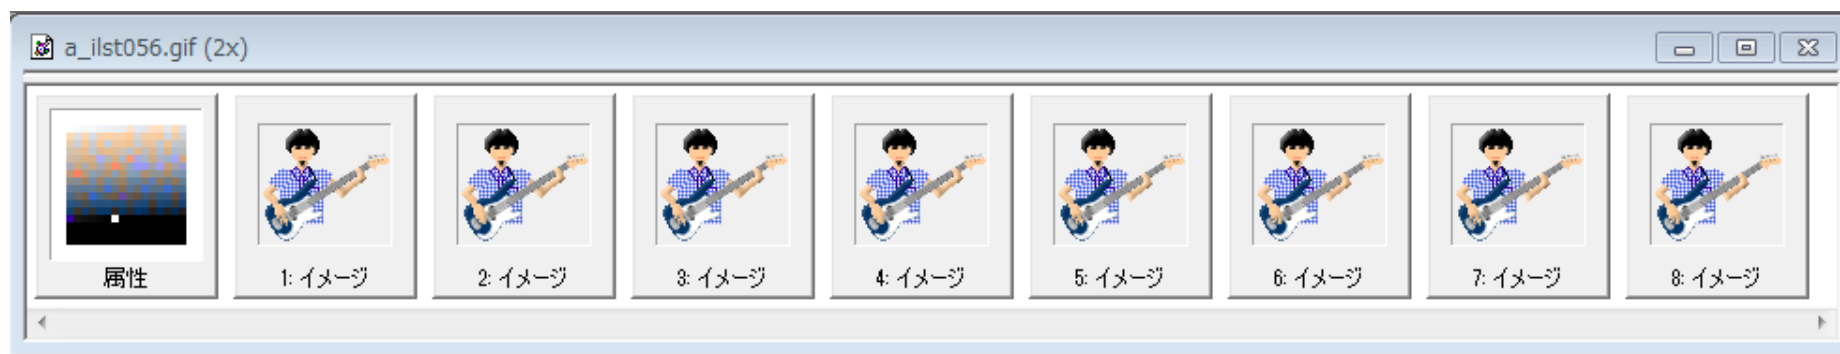 a_ilst056.gif (2x)
属性
1: イメージ
2: イメージ
3: イメージ
4: イメージ
5: イメージ
6: イメージ
7: イメージ
8: イメージ